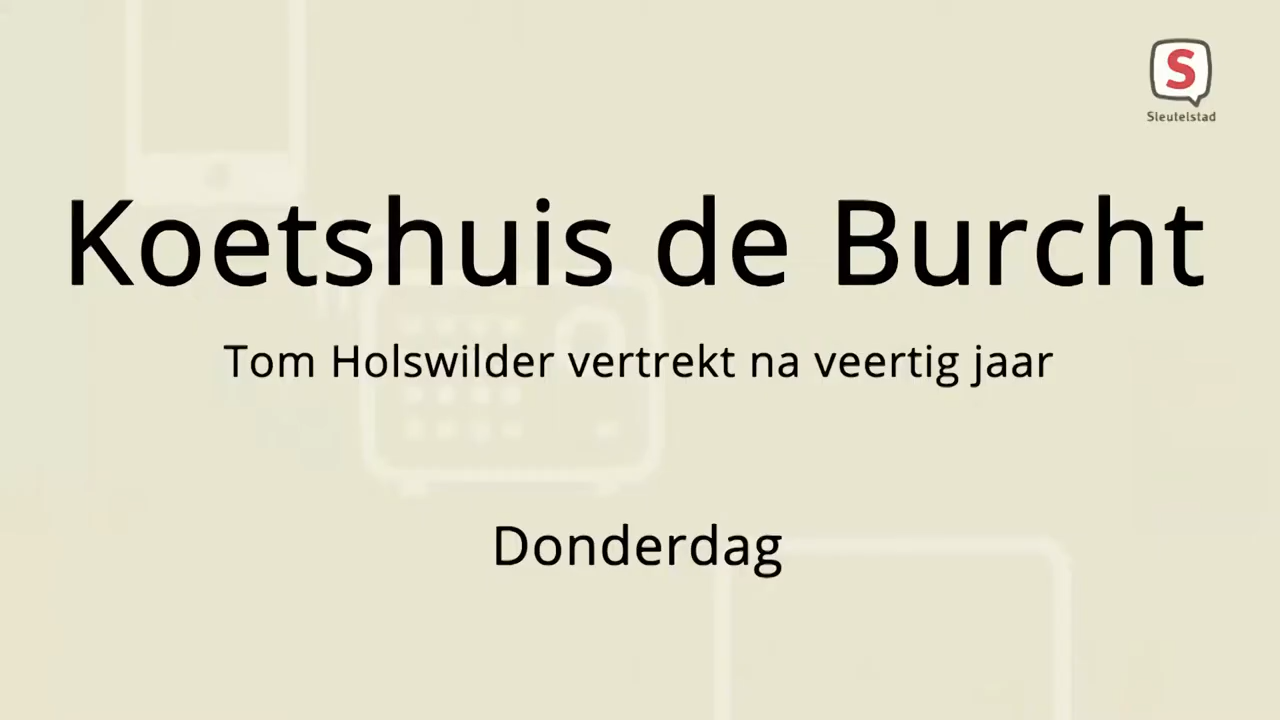 S
Sleutelstad
Koetshuis de Burcht
Tom Holswilder vertrekt na veertig jaar
Donderdag